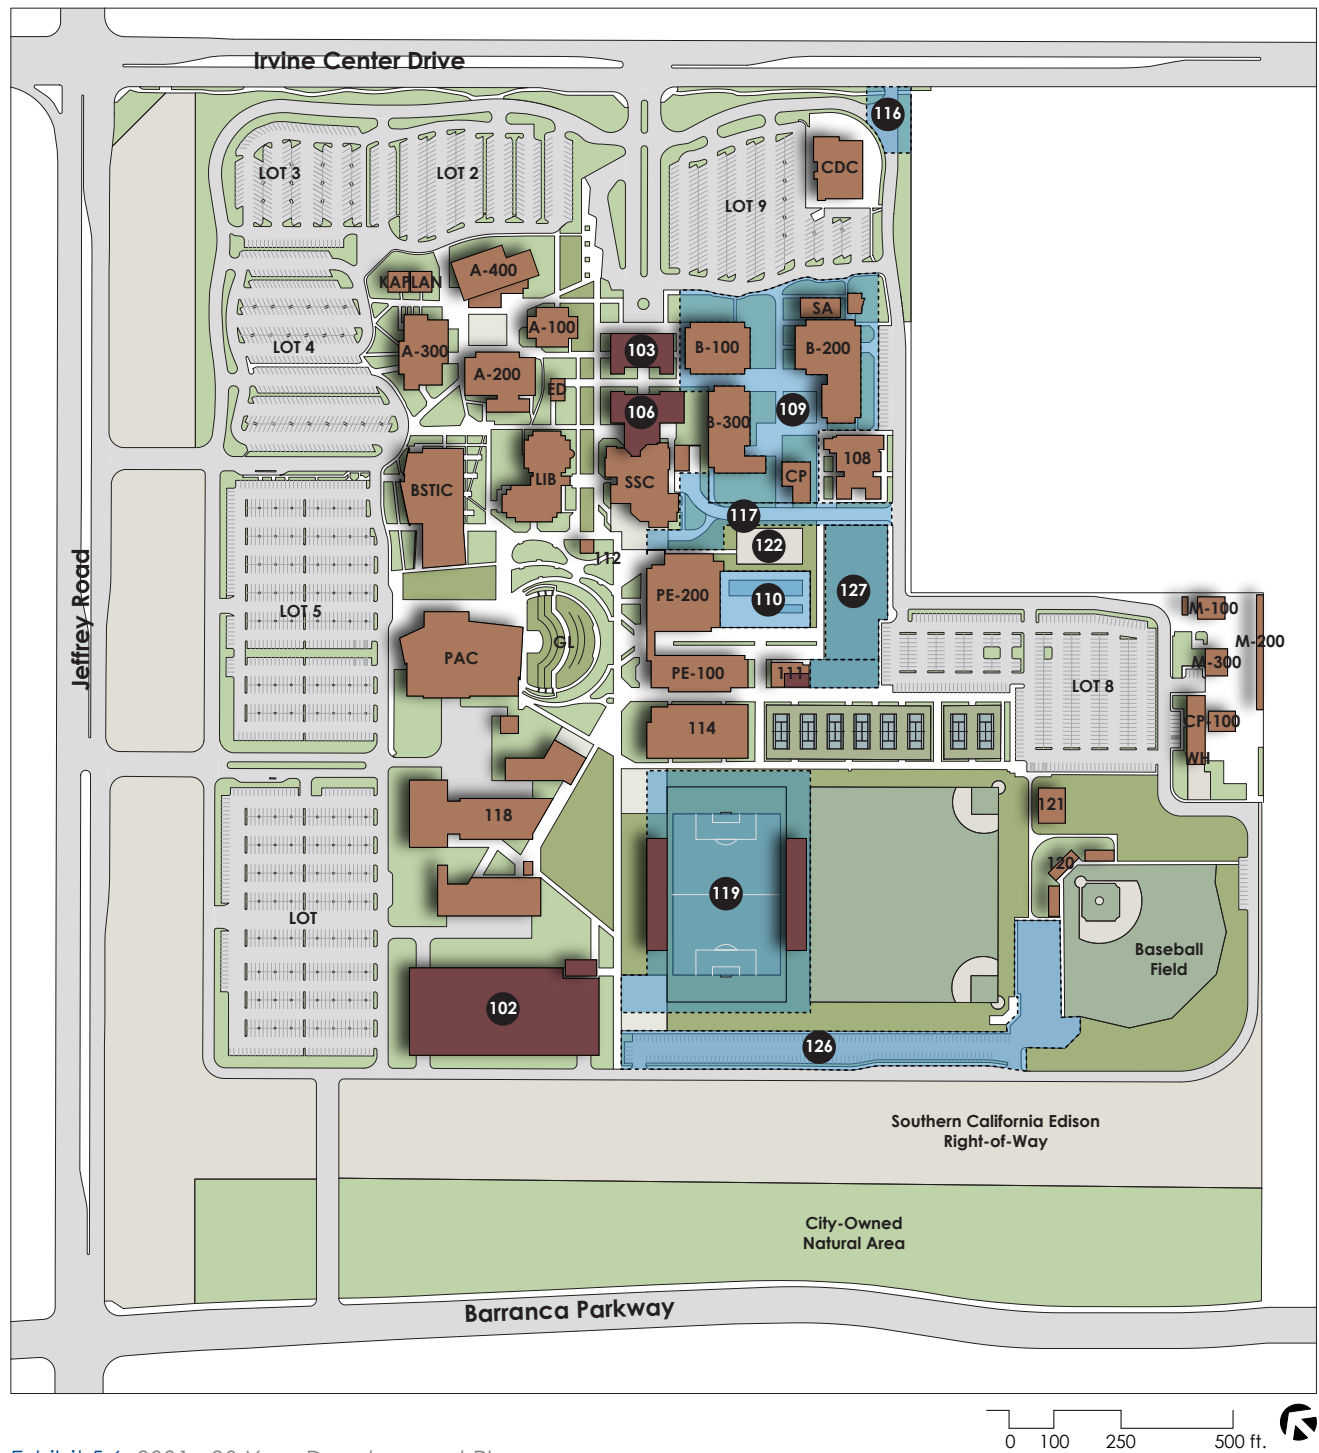 Irvine Center Drive
116
LOT 3
LOT 2
CDC
LOT 9
KAPLAN
A-400
SA
A-100
A-300
LOT 4
103
B-100
B-200
A-200
ED
106
109
B-300
BSTIC
LIB
SSC
CP
108
117
122
112
Jeffrey Road
LOT 5
PAC
GL
PE-200
110
127
M-100
M-200
M-300
PE-100
111
LOT 8
114
CP-100
WH
118
121
120
119
LOT
Baseball
Field
102
126
Southern California Edison
Right-of-Way
City-Owned
Natural Area
Barranca Parkway
0 100 250 500 ft.